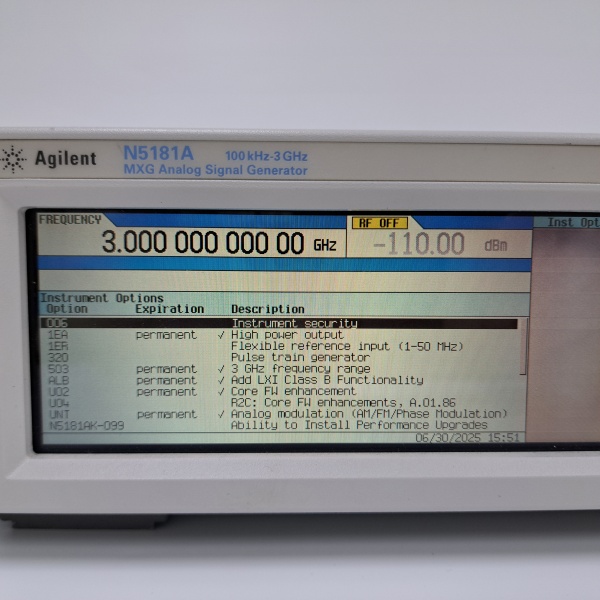 Agilent N5181A 100 kHz-3 GHz
MXG Analog Signal Generator
FREQUENCY RF OFF Inst Opt
3.000 000 000 00 GHz -110.00 dBm
Instrument Options
Option Expiration Description
006 Instrument security
1EA permanent ✓ High power output
1ER Flexible reference input (1-50 MHz)
320 Pulse train generator
503 permanent ✓ 3 GHz frequency range
ALB permanent ✓ Add LXI Class B Functionality
U02 permanent ✓ Core FW enhancement
U04 R2C: Core FW enhancements, A.01.86
UNT permanent ✓ Analog modulation (AM/FM/Phase Modulation)
N5181AK-099 Ability to Install Performance Upgrades
06/30/2025 15:51